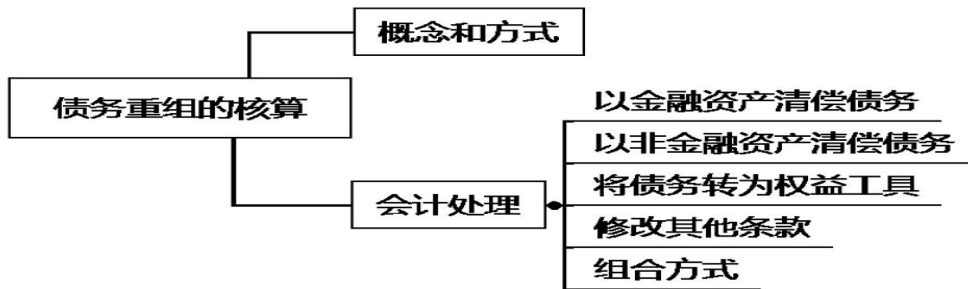 概念和方式
债务重组的核算
会计处理
以金融资产清偿债务
以非金融资产清偿债务
将债务转为权益工具
修改其他条款
组合方式